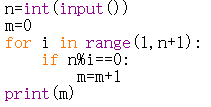 n=int(input())
m=0
for i in range(1,n+1):
    if n%i==0:
        m=m+1
print(m)